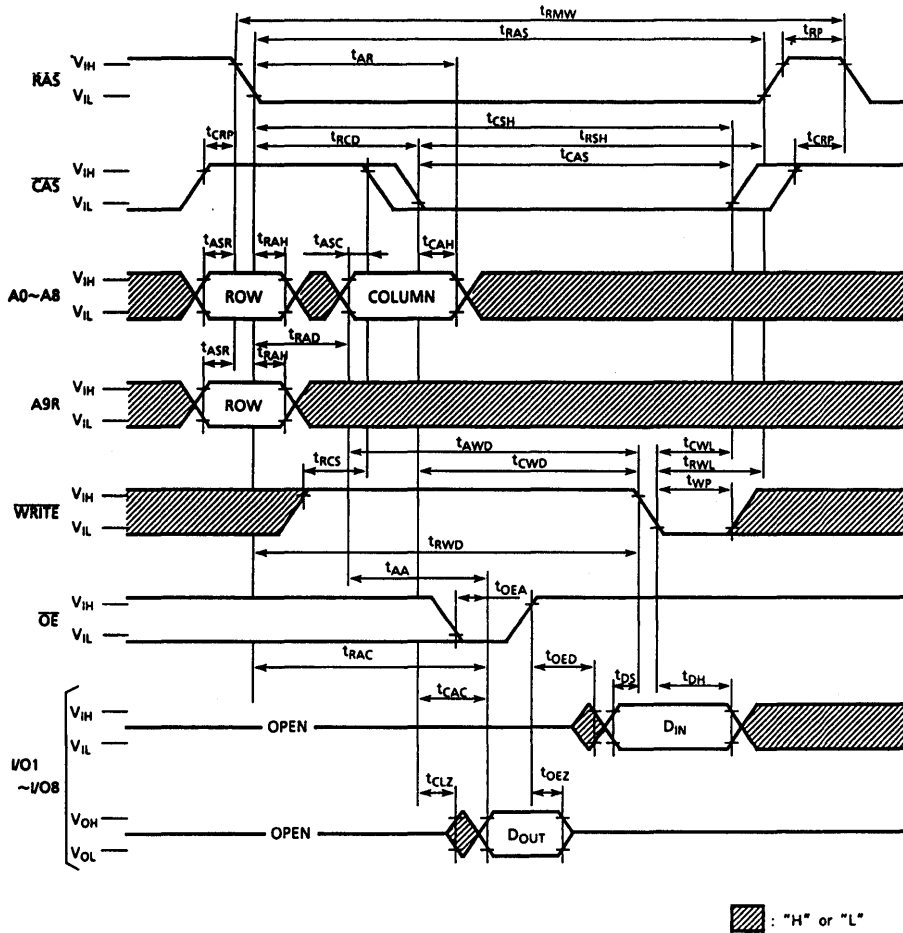 tRMW
tRAS
tRP
tAR
VIH
RAS
VIL
tCSH
tCRP
tRCD
tRSH
tCRP
tCAS
VIH
CAS
VIL
tASR
tRAH
tASC
tCAH
VIH
A0~A8
ROW
COLUMN
VIL
tRAD
tASR
tRAH
VIH
A9R
ROW
VIL
tAWD
tCWL
tRCS
tCWD
tRWL
tWP
VIH
WRITE
VIL
tRWD
tAA
tOEA
VIH
OE
VIL
tRAC
tOED
tCAC
tDS
tDH
VIH
OPEN
DIN
VIL
I/O1
~I/O8
tCLZ
tOEZ
VOH
OPEN
DOUT
VOL
: "H" or "L"